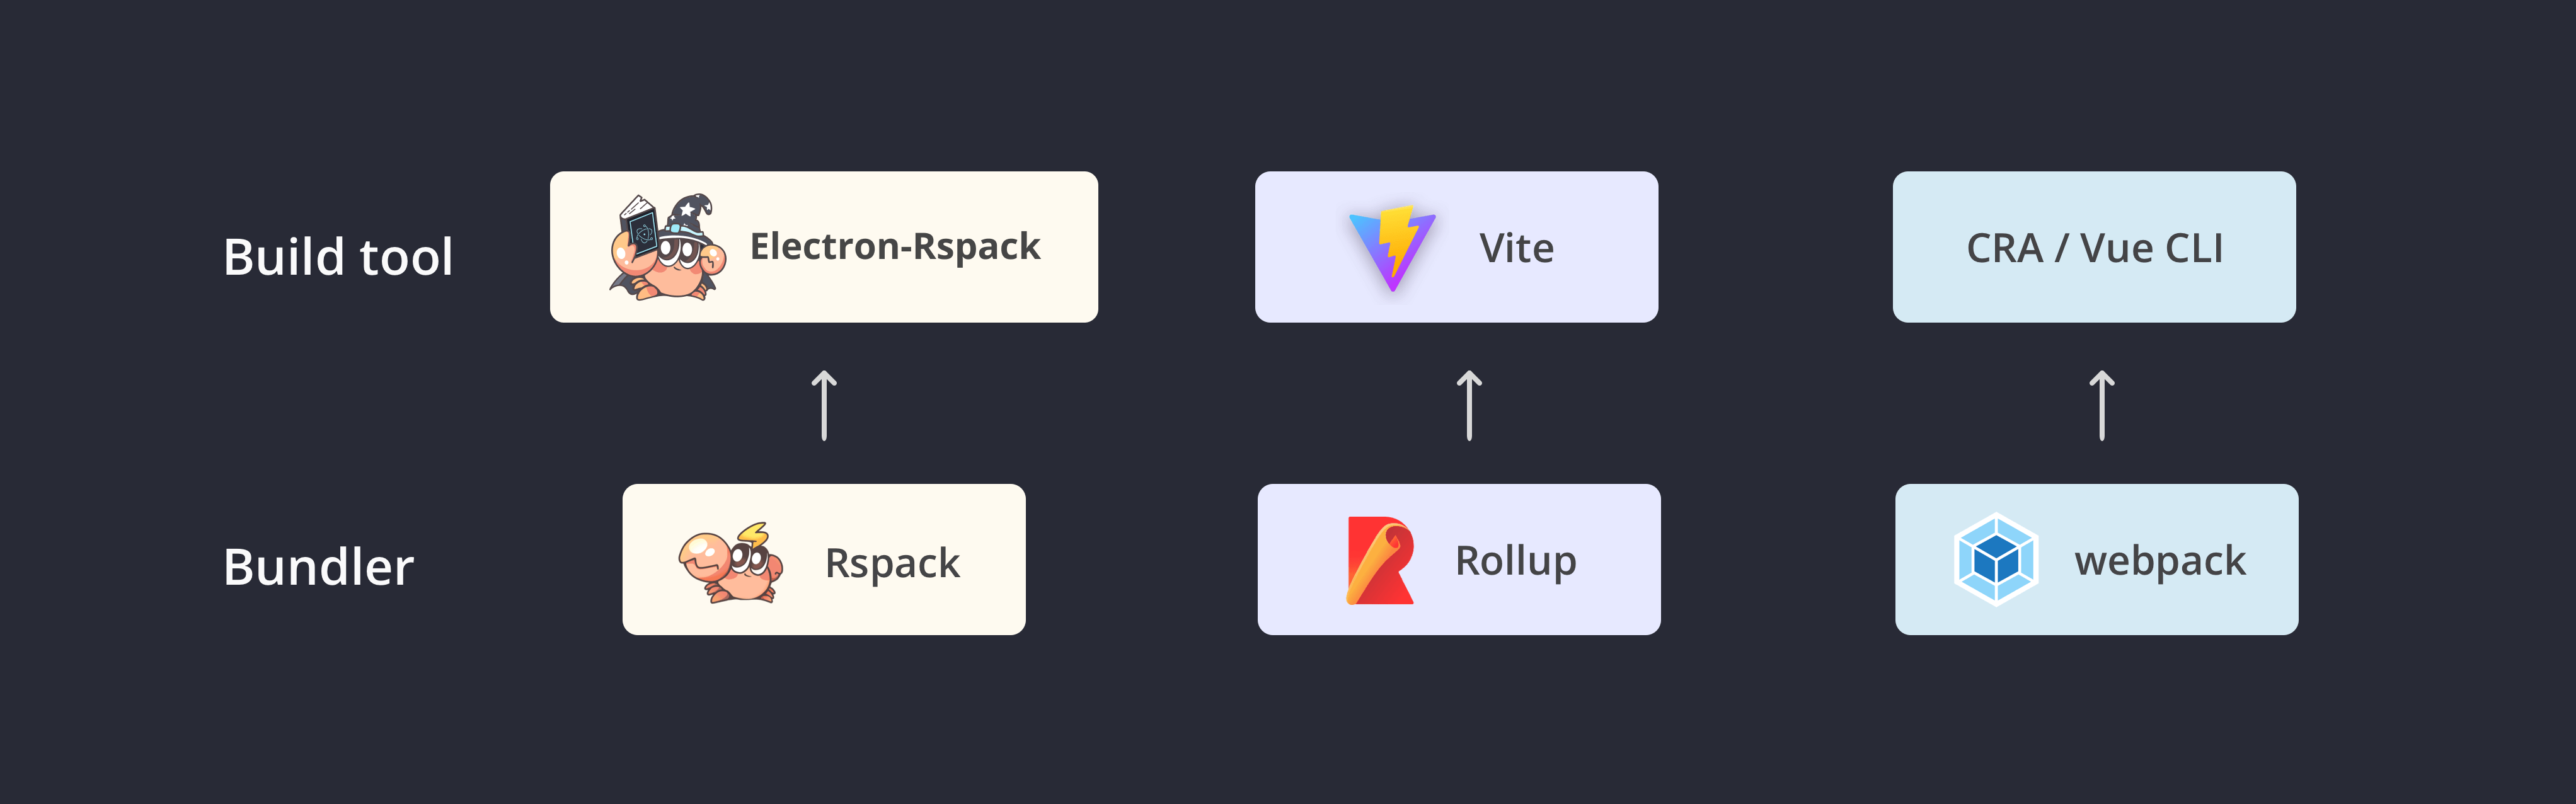 Build tool
Electron-Rspack
Vite
CRA / Vue CLI
Bundler
Rspack
Rollup
webpack